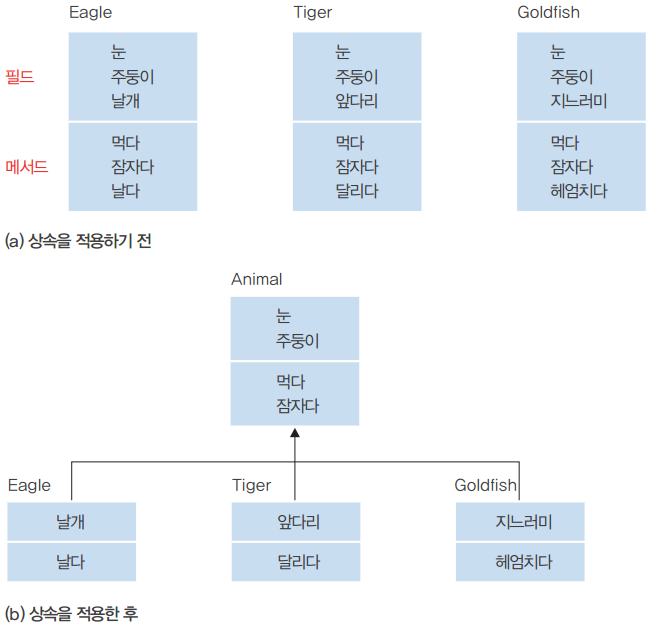 Eagle
Tiger
Goldfish
필드
눈
주둥이
날개
눈
주둥이
앞다리
눈
주둥이
지느러미
메서드
먹다
잠자다
날다
먹다
잠자다
달리다
먹다
잠자다
헤엄치다
(a) 상속을 적용하기 전
Animal
눈
주둥이
먹다
잠자다
Eagle
Tiger
Goldfish
날개
앞다리
지느러미
날다
달리다
헤엄치다
(b) 상속을 적용한 후